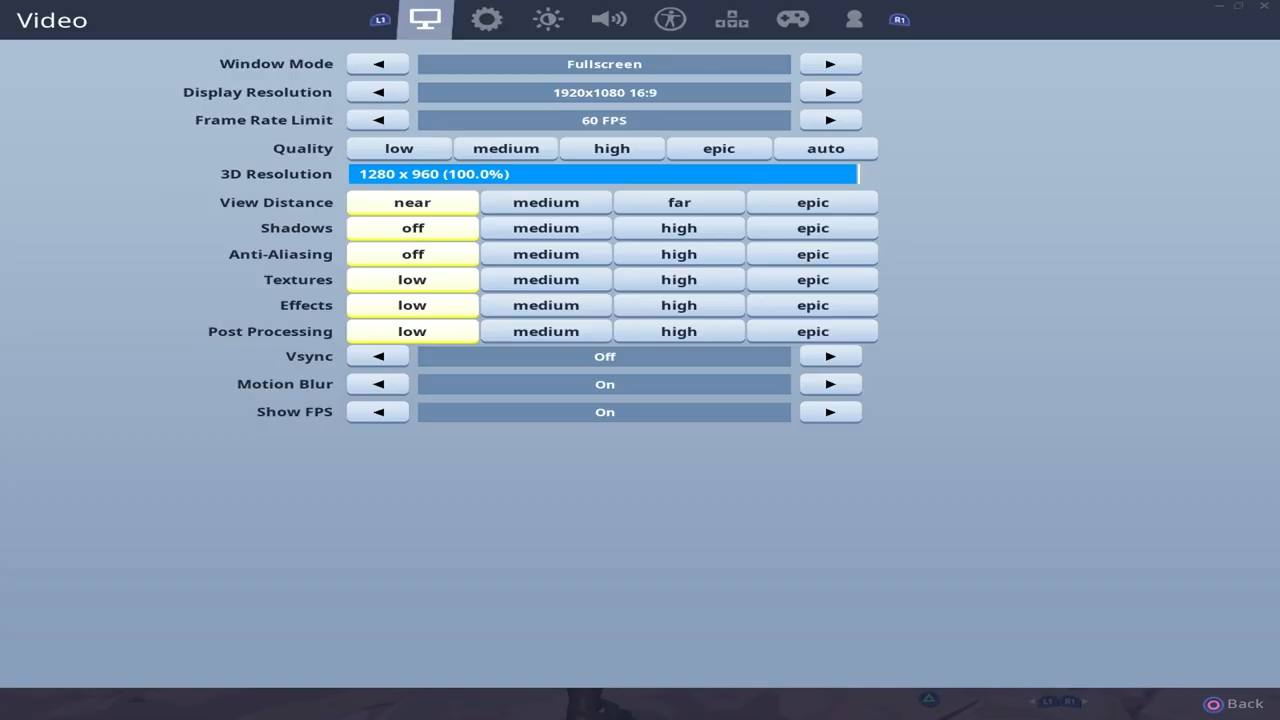 Video L1 R1
Window Mode Fullscreen
Display Resolution 1920x1080 16:9
Frame Rate Limit 60 FPS
Quality low medium high epic auto
3D Resolution 1280 x 960 (100.0%)
View Distance near medium far epic
Shadows off medium high epic
Anti-Aliasing off medium high epic
Textures low medium high epic
Effects low medium high epic
Post Processing low medium high epic
Vsync Off
Motion Blur On
Show FPS On
L1 R1 Back